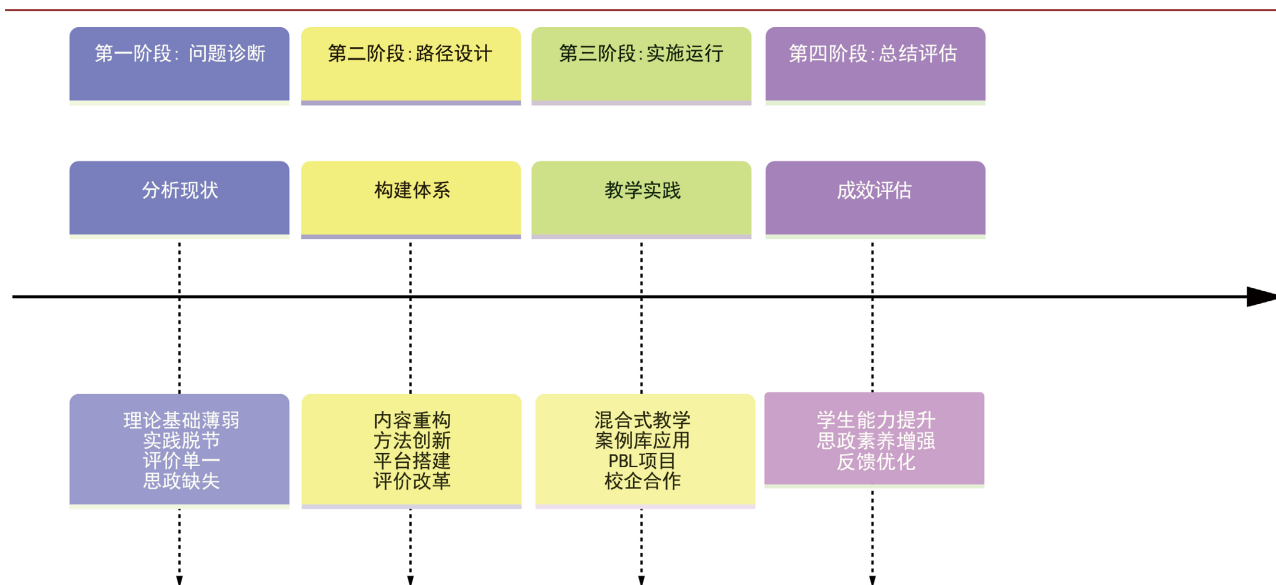 第一阶段: 问题诊断
第二阶段:路径设计
第三阶段:实施运行
第四阶段:总结评估
分析现状
构建体系
教学实践
成效评估
理论基础薄弱
实践脱节
评价单一
思政缺失
内容重构
方法创新
平台搭建
评价改革
混合式教学
案例库应用
PBL项目
校企合作
学生能力提升
思政素养增强
反馈优化